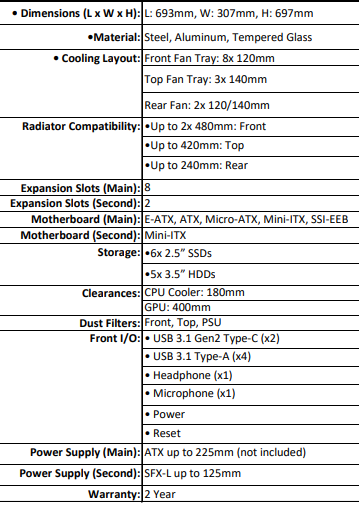 • Dimensions (L x W x H): L: 693mm, W: 307mm, H: 697mm
•Material: Steel, Aluminum, Tempered Glass
• Cooling Layout: Front Fan Tray: 8x 120mm
Top Fan Tray: 3x 140mm
Rear Fan: 2x 120/140mm
Radiator Compatibility: •Up to 2x 480mm: Front
•Up to 420mm: Top
•Up to 240mm: Rear
Expansion Slots (Main): 8
Expansion Slots (Second): 2
Motherboard (Main): E-ATX, ATX, Micro-ATX, Mini-ITX, SSI-EEB
Motherboard (Second): Mini-ITX
Storage: •6x 2.5” SSDs
•5x 3.5” HDDs
Clearances: CPU Cooler: 180mm
GPU: 400mm
Dust Filters: Front, Top, PSU
Front I/O: • USB 3.1 Gen2 Type-C (x2)
• USB 3.1 Type-A (x4)
• Headphone (x1)
• Microphone (x1)
• Power
• Reset
Power Supply (Main): ATX up to 225mm (not included)
Power Supply (Second): SFX-L up to 125mm
Warranty: 2 Year